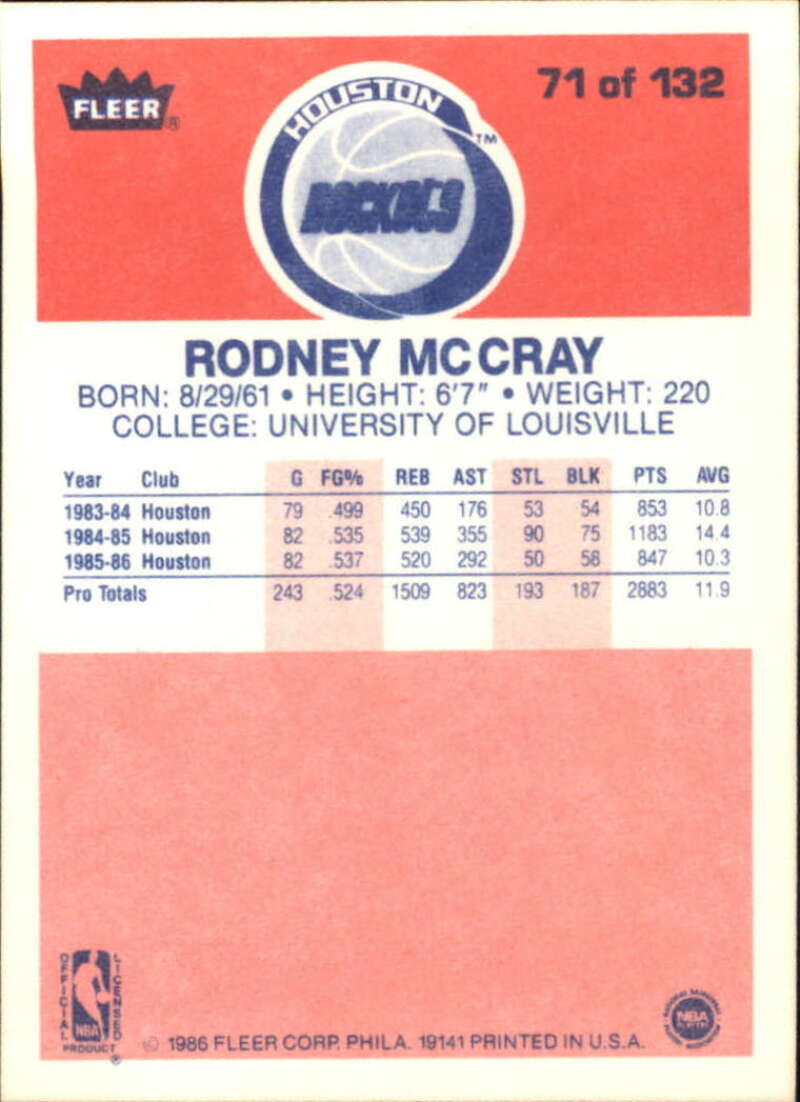 FLEER®
71 of 132
HOUSTON
ROCKETS
TM
RODNEY MCCRAY
BORN: 8/29/61 • HEIGHT: 6'7" • WEIGHT: 220
COLLEGE: UNIVERSITY OF LOUISVILLE
Year Club G FG% REB AST STL BLK PTS AVG
1983-84 Houston 79 .499 450 176 53 54 853 10.8
1984-85 Houston 82 .535 539 355 90 75 1183 14.4
1985-86 Houston 82 .537 520 292 50 58 847 10.3
Pro Totals 243 .524 1509 823 193 187 2883 11.9
OFFICIAL
LICENSED
NBA
PRODUCT®
© 1986 FLEER CORP. PHILA. 19141 PRINTED IN U.S.A.
NBA